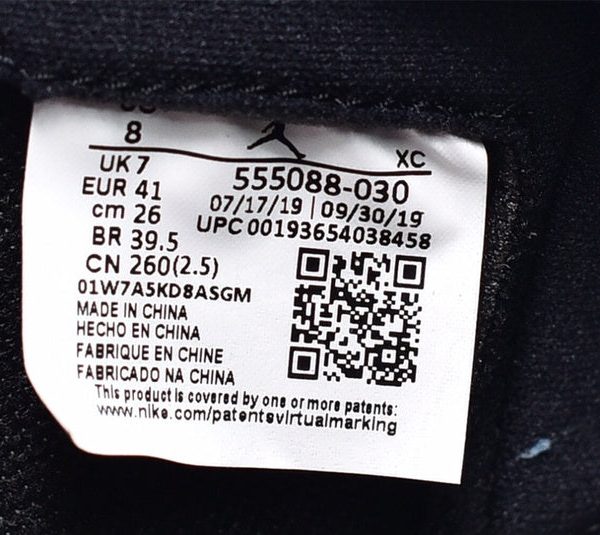 8
XC
UK 7
EUR 41
cm 26
BR 39.5
CN 260(2.5)
555088-030
07/17/19 | 09/30/19
UPC 00193654038458
01W7A5KD8ASGM
MADE IN CHINA
HECHO EN CHINA
FABRIQUE EN CHINE
FABRICADO NA CHINA
This product is covered by one or more patents:
www.nike.com/patentsvirtualmarking